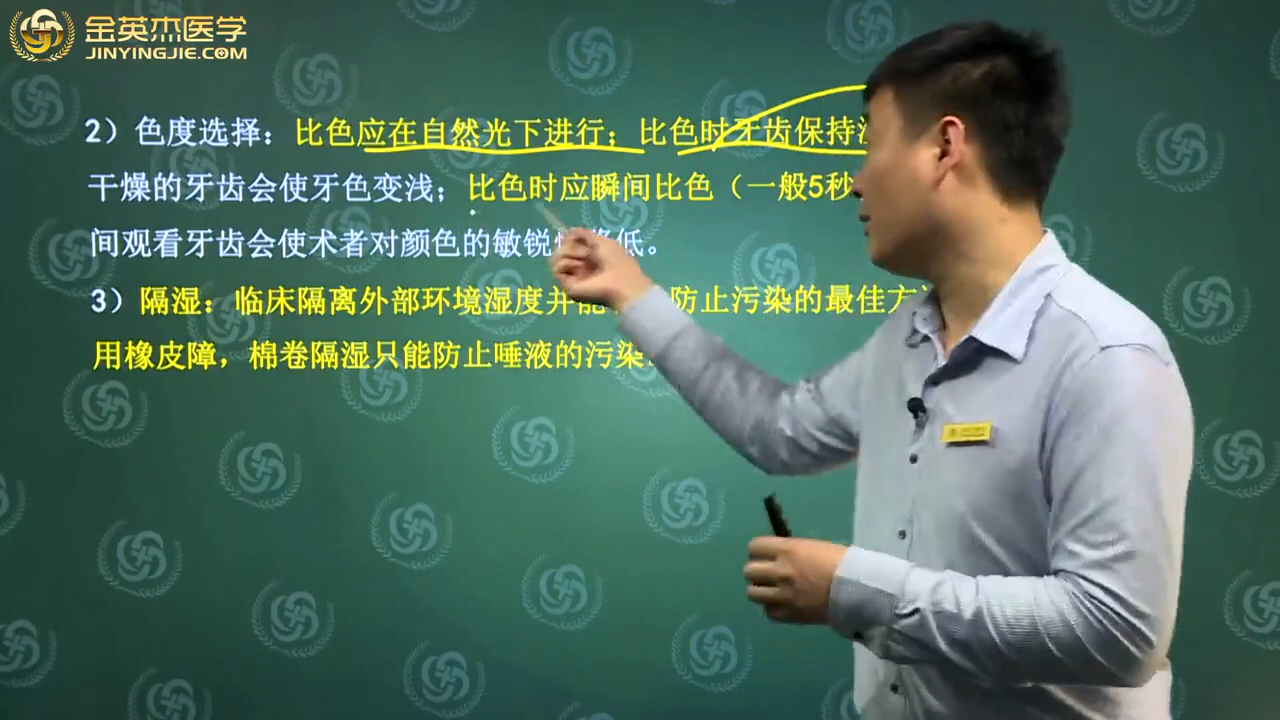 金英杰医学
JINYINGJIE.COM
2）色度选择：比色应在自然光下进行；比色时牙齿保持
干燥的牙齿会使牙色变浅；比色时应瞬间比色（一般5秒
间观看牙齿会使术者对颜色的敏锐 低。
3）隔湿：临床隔离外部环境湿度并能 防止污染的最佳方
用橡皮障，棉卷隔湿只能防止唾液的污染